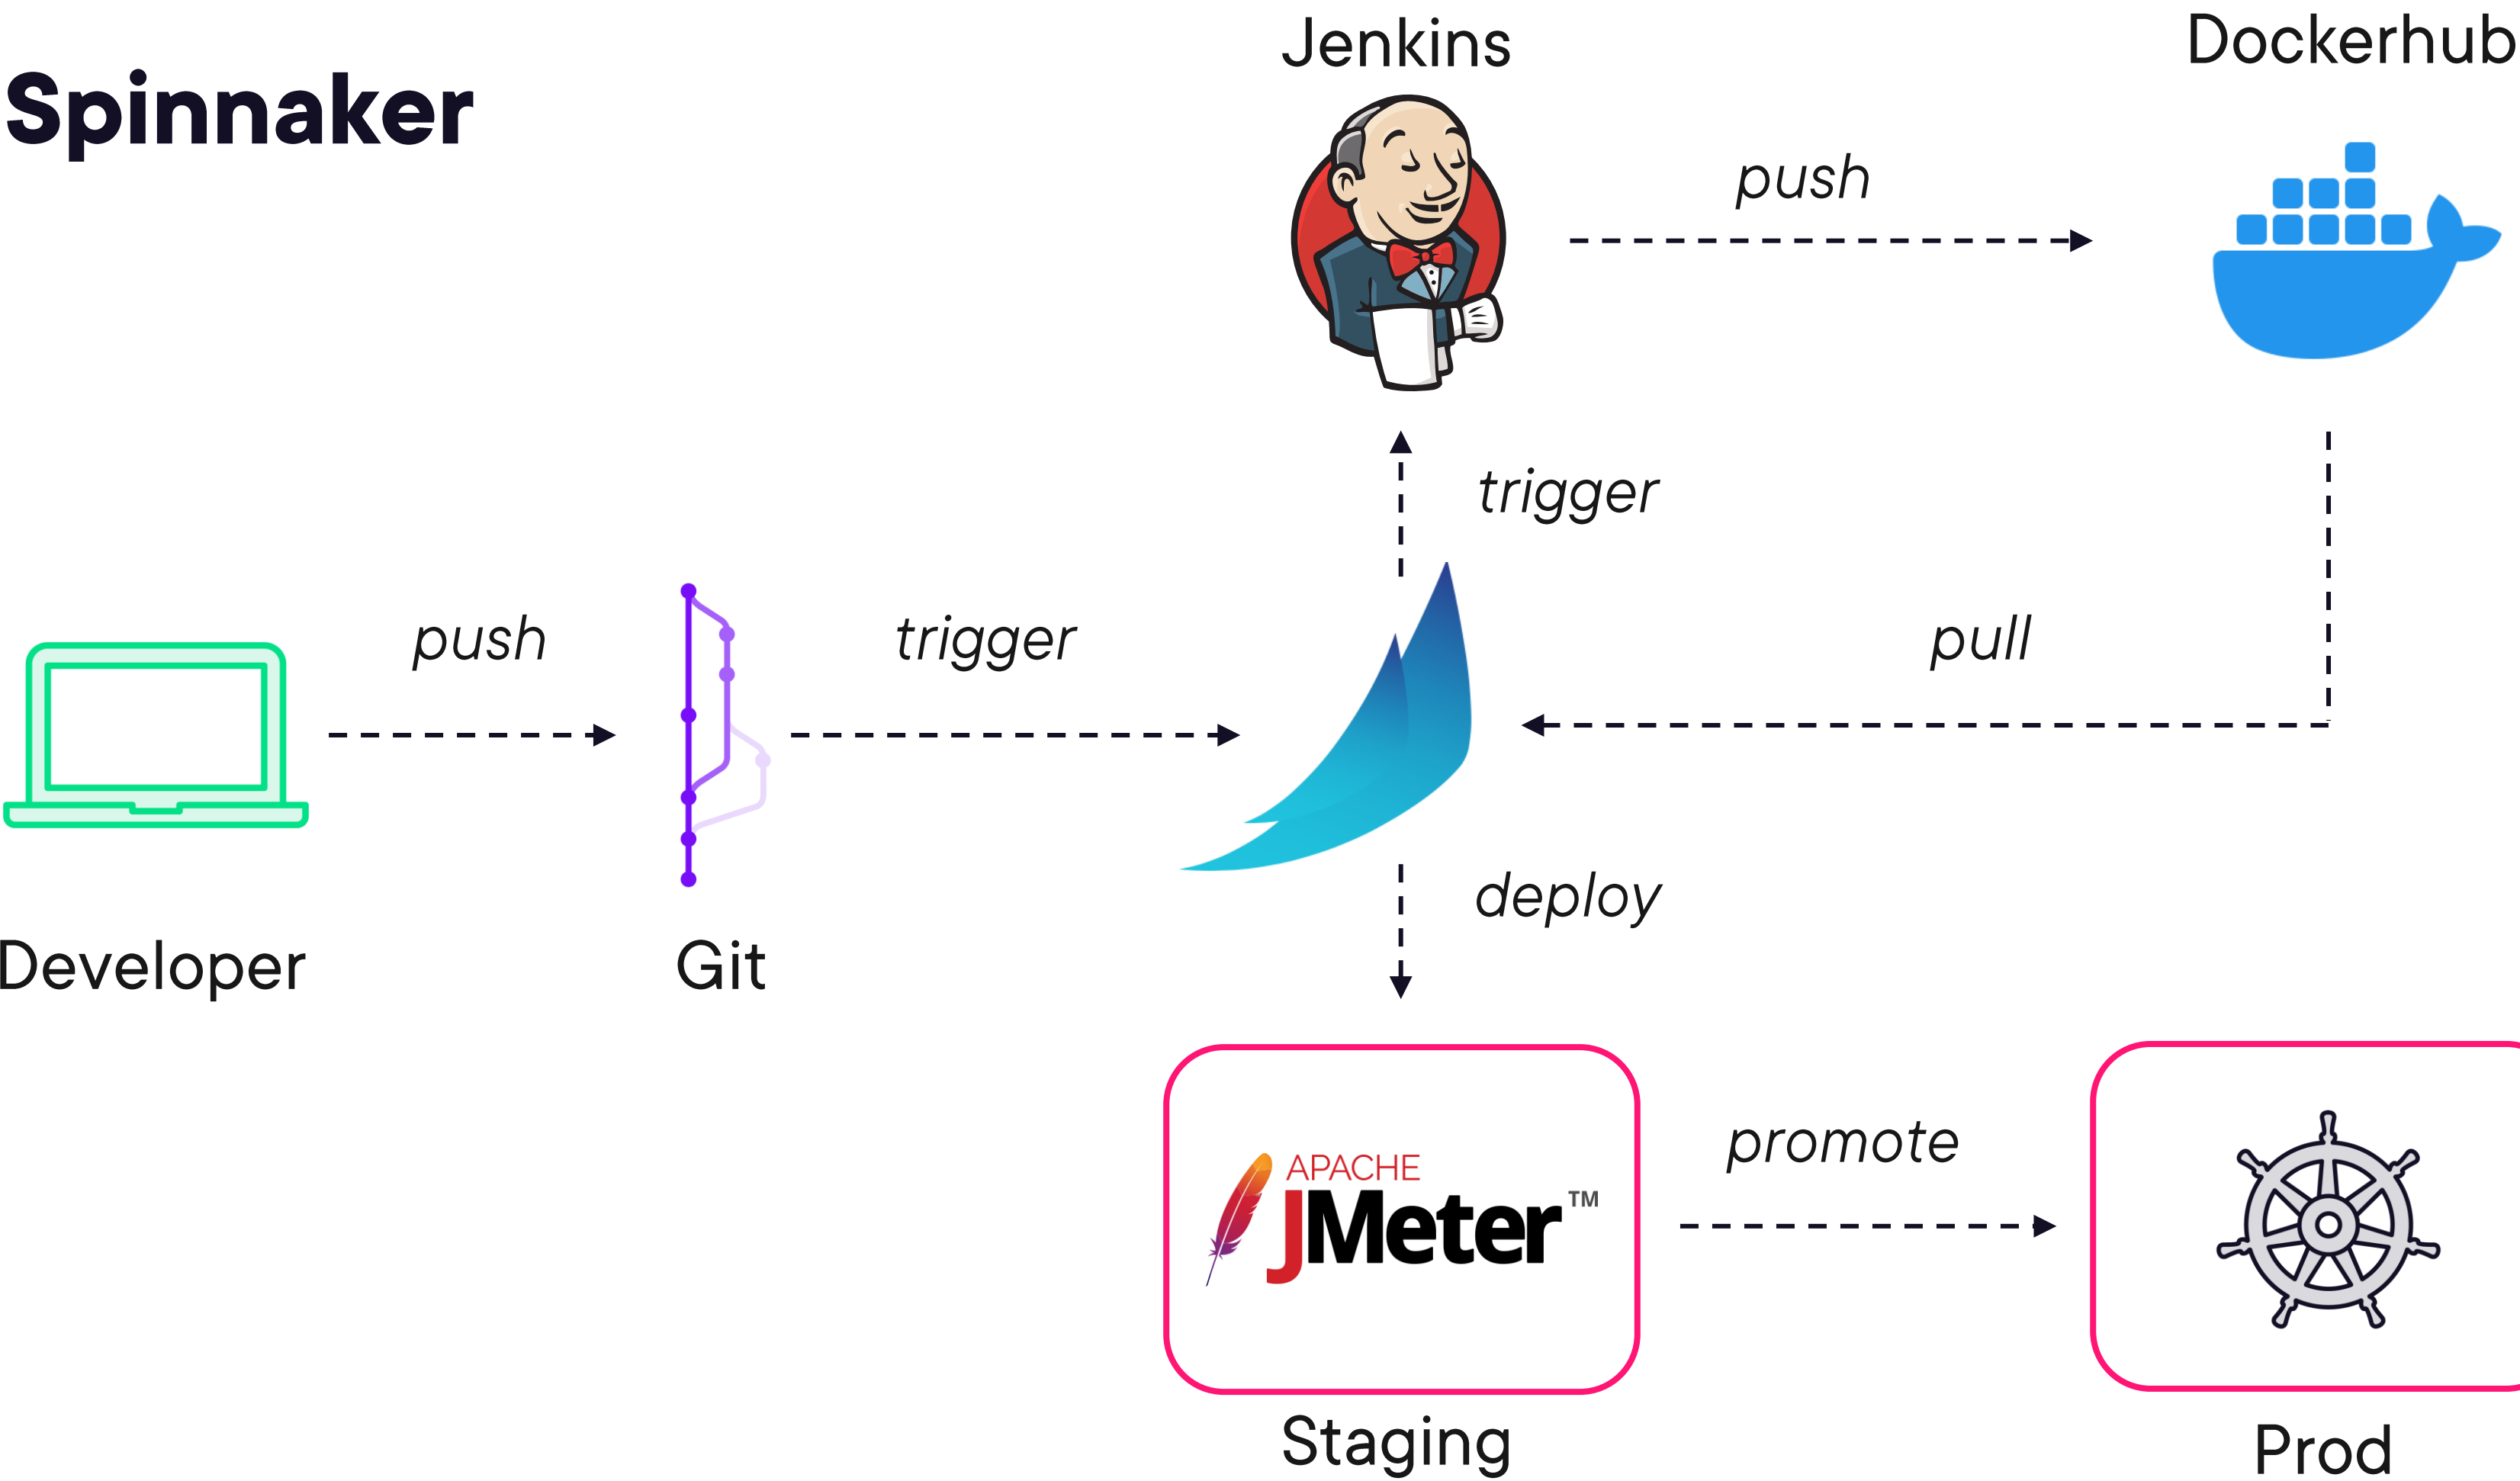 Spinnaker
Jenkins
Dockerhub
push
trigger
push
trigger
pull
deploy
Developer
Git
APACHE
JMeter™
promote
Staging
Prod